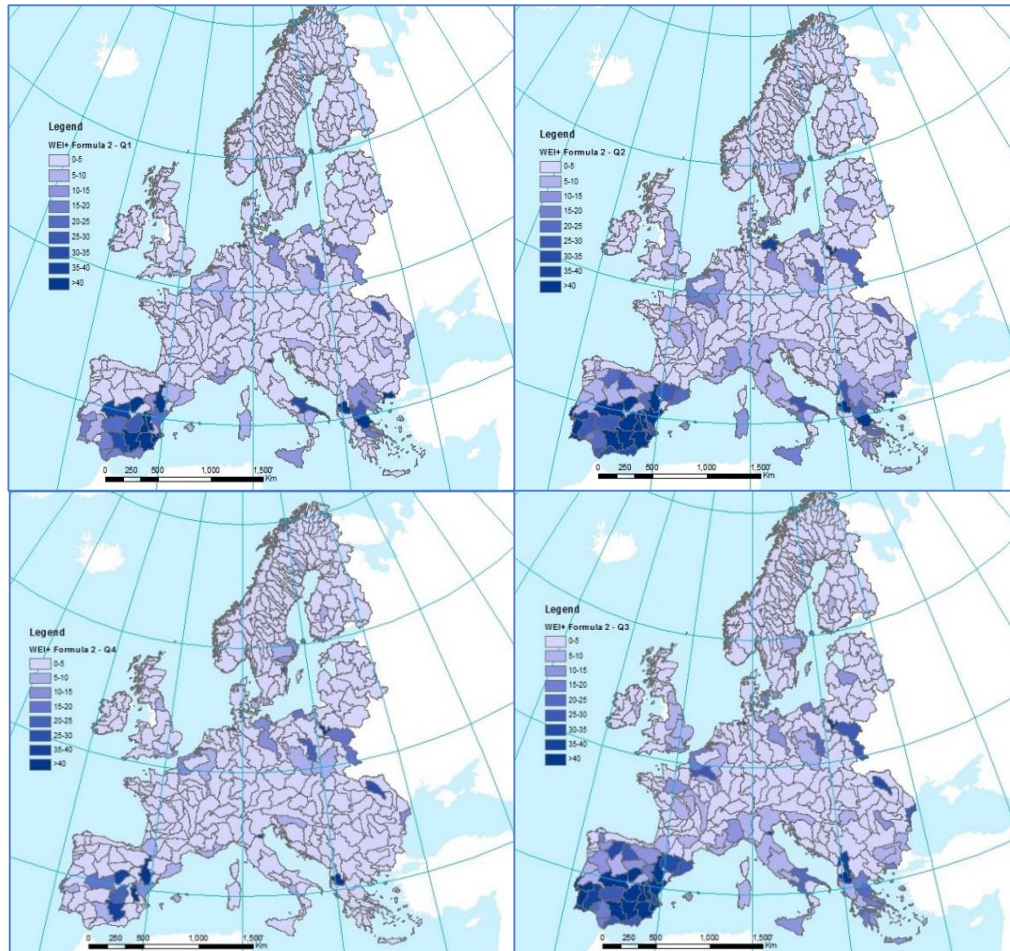 Legend
WEI+ Formula 2 - Q1
0-5
5-10
10-15
15-20
20-25
25-30
30-35
35-40
>40
0 250 500 1,000 1,500
Km
Legend
WEI+ Formula 2 - Q2
0-5
5-10
10-15
15-20
20-25
25-30
30-35
35-40
>40
0 250 500 1,000 1,500
Km
Legend
WEI+ Formula 2 - Q4
0-5
5-10
10-15
15-20
20-25
25-30
35-40
>40
0 250 500 1,000 1,500
Km
Legend
WEI+ Formula 2 - Q3
0-5
5-10
10-15
15-20
20-25
25-30
30-35
35-40
>40
0 250 500 1,000 1,500
Km